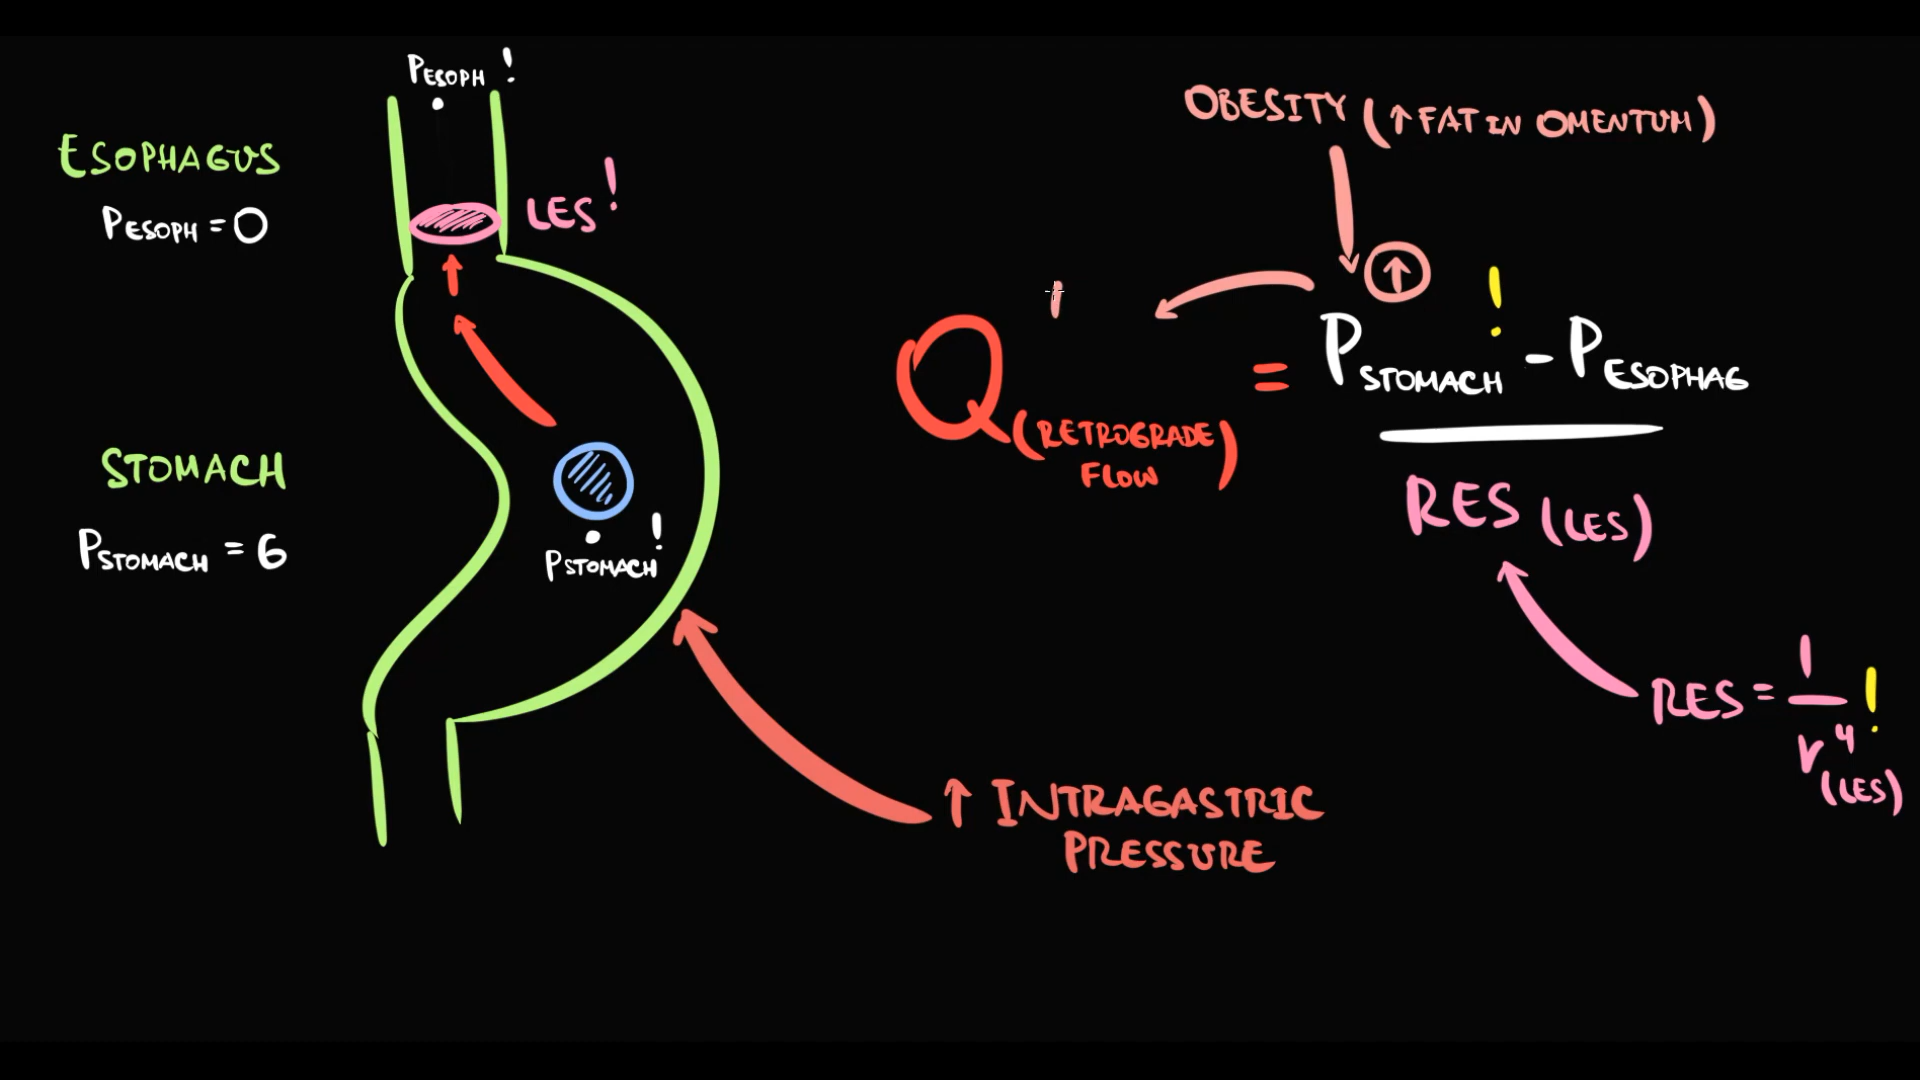 PESOPH !
ESOPHAGUS
PESOPH = 0
LES !
STOMACH
PSTOMACH = 6
PSTOMACH !
↑ INTRAGASTRIC
PRESSURE
OBESITY (↑ FAT IN OMENTUM)
↑
!
Q (RETROGRADE
FLOW)
= PSTOMACH - PESOPHAG
RES (LES)
RES = 1
r4 !
(LES)